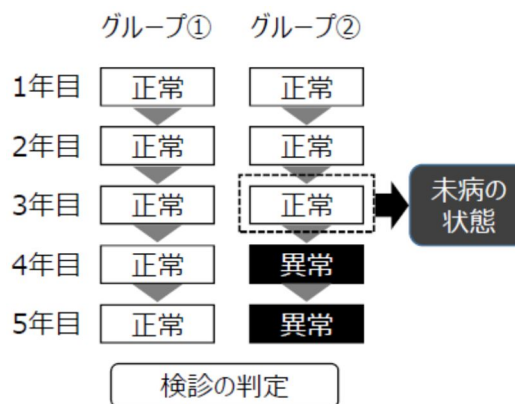 グループ① グループ②
1年目 正常 正常
2年目 正常 正常
3年目 正常 正常 未病の
状態
4年目 正常 異常
5年目 正常 異常
検診の判定